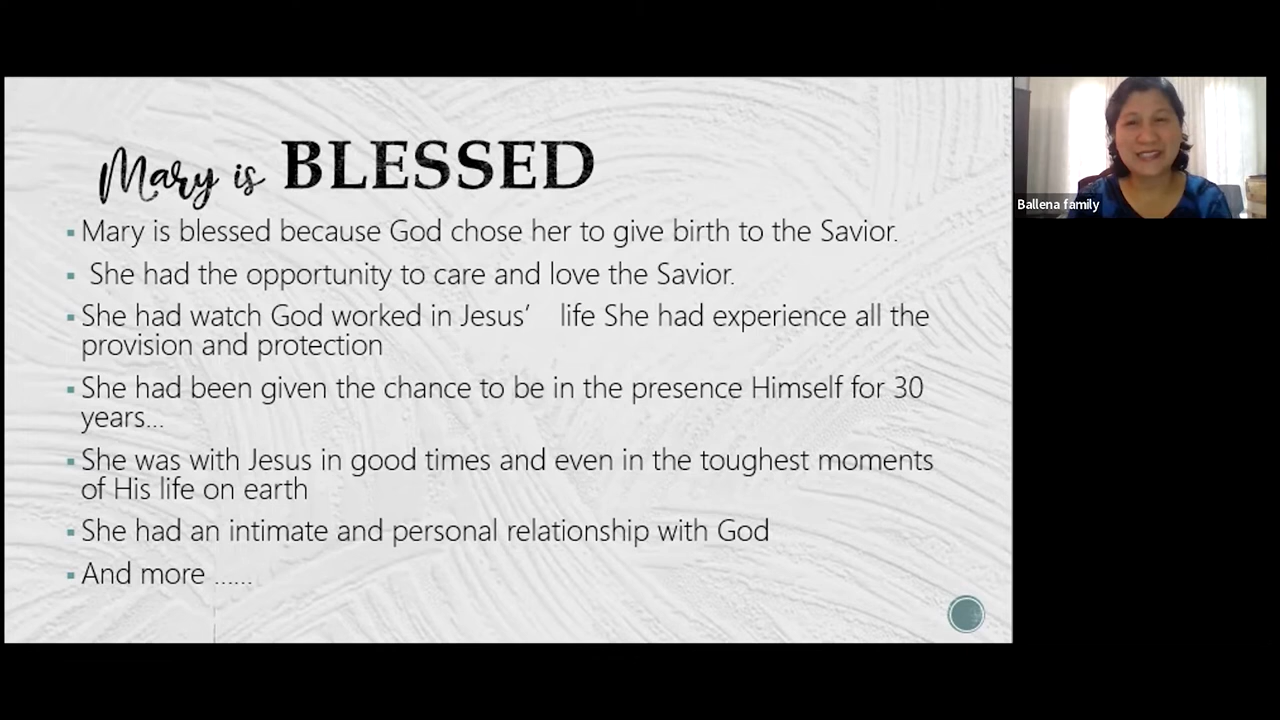 Mary is BLESSED
Mary is blessed because God chose her to give birth to the Savior.
She had the opportunity to care and love the Savior.
She had watch God worked in Jesus’ life She had experience all the
provision and protection
She had been given the chance to be in the presence Himself for 30
years...
She was with Jesus in good times and even in the toughest moments
of His life on earth
She had an intimate and personal relationship with God
And more ......
Ballena family